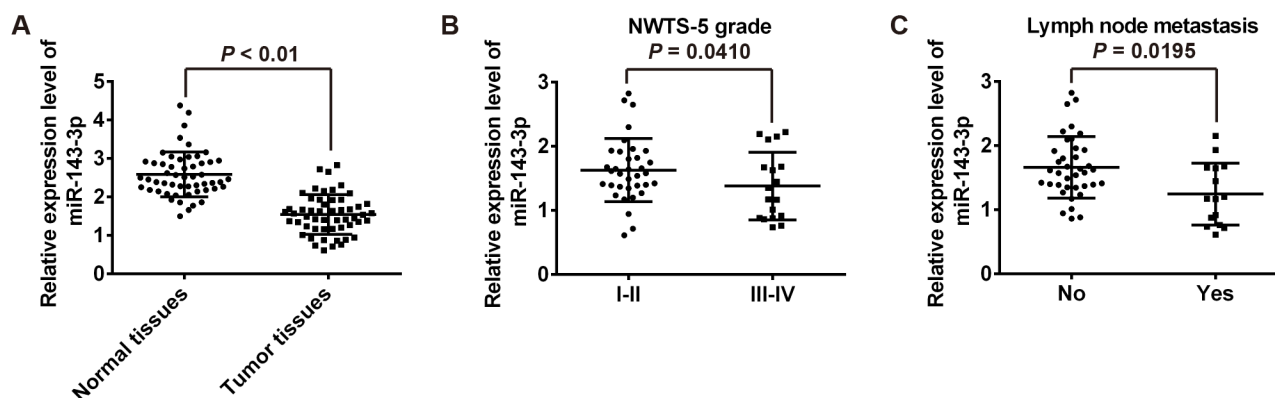 A
P < 0.01
Relative expression level of
miR-143-3p
5
4
3
2
1
0
Normal tissues
Tumor tissues
B
NWTS-5 grade
P = 0.0410
Relative expression level of
miR-143-3p
3
2
1
0
I-II
III-IV
C
Lymph node metastasis
P = 0.0195
Relative expression level of
miR-143-3p
3
2
1
0
No
Yes